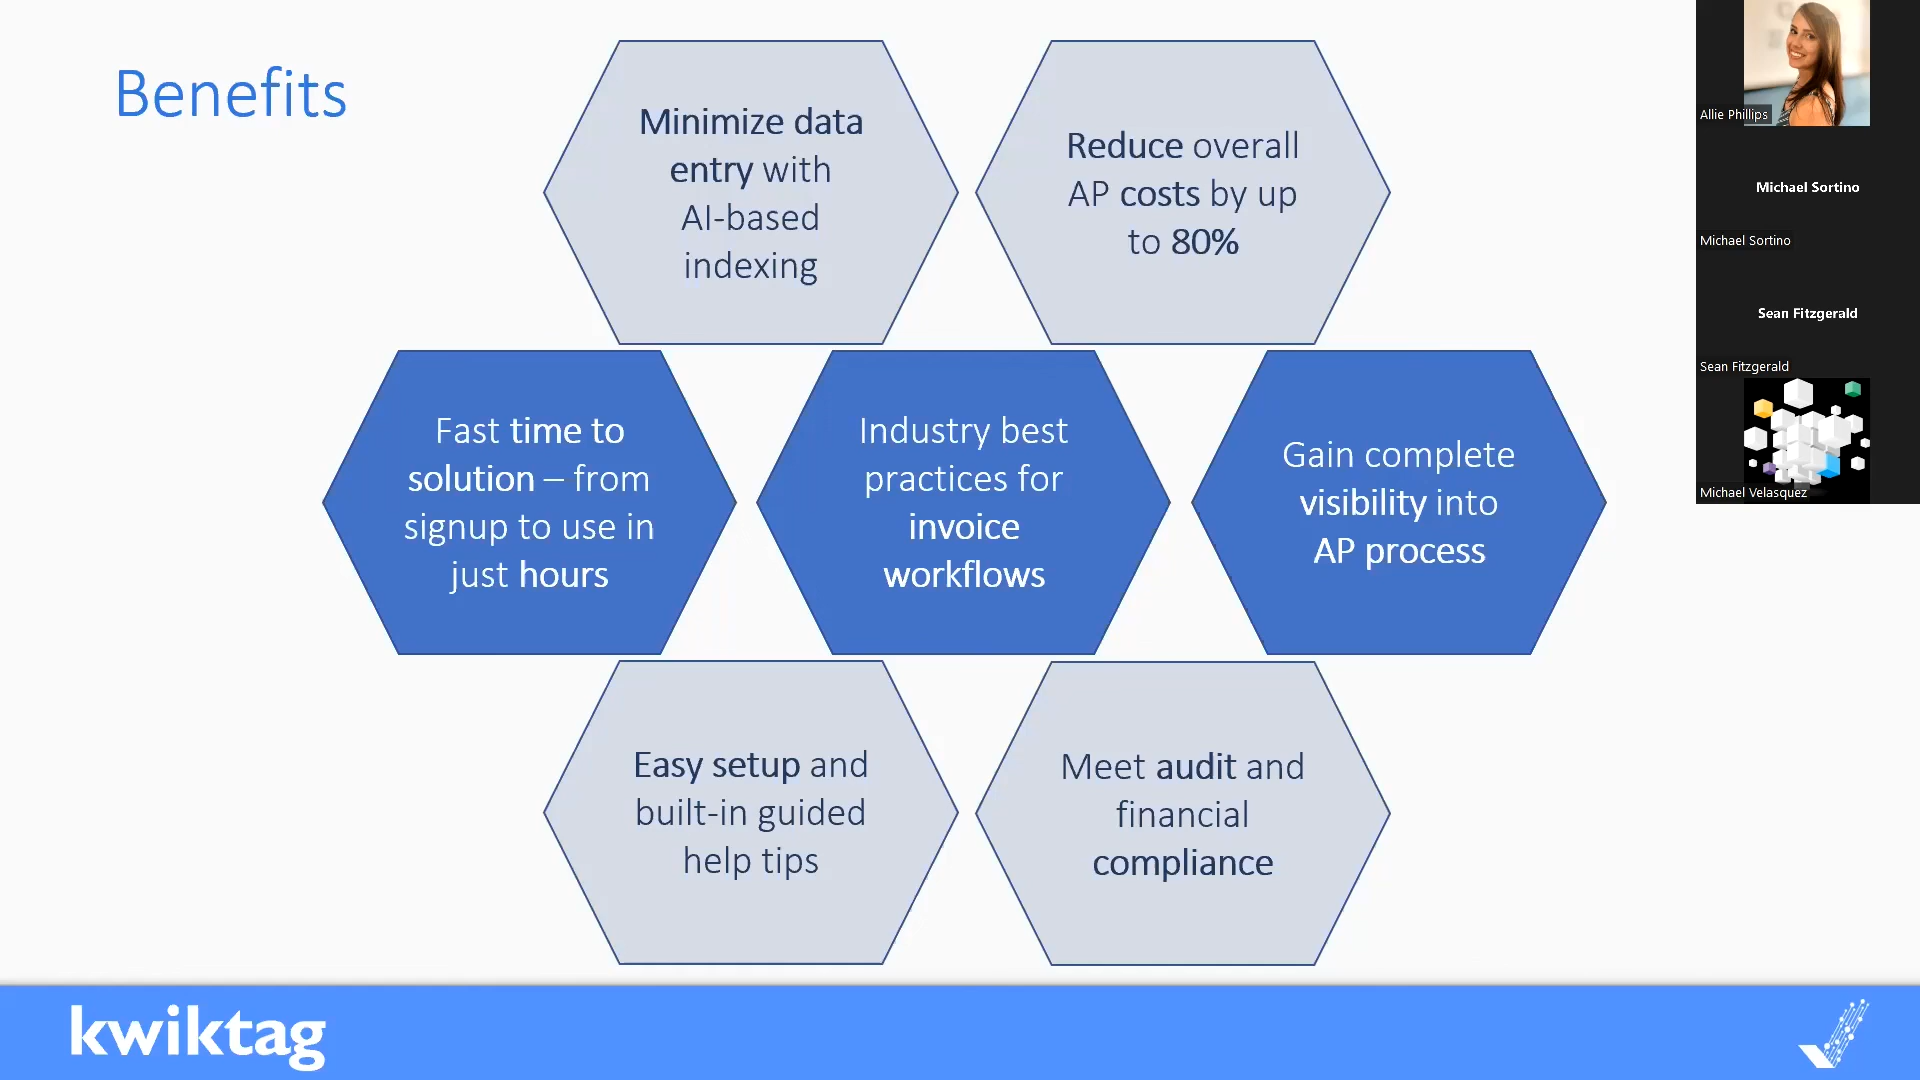 Benefits
Minimize data
entry with
AI-based
indexing
Reduce overall
AP costs by up
to 80%
Fast time to
solution – from
signup to use in
just hours
Industry best
practices for
invoice
workflows
Gain complete
visibility into
AP process
Easy setup and
built-in guided
help tips
Meet audit and
financial
compliance
Allie Phillips
Michael Sortino
Michael Sortino
Sean Fitzgerald
Sean Fitzgerald
Michael Velasquez
kwiktag